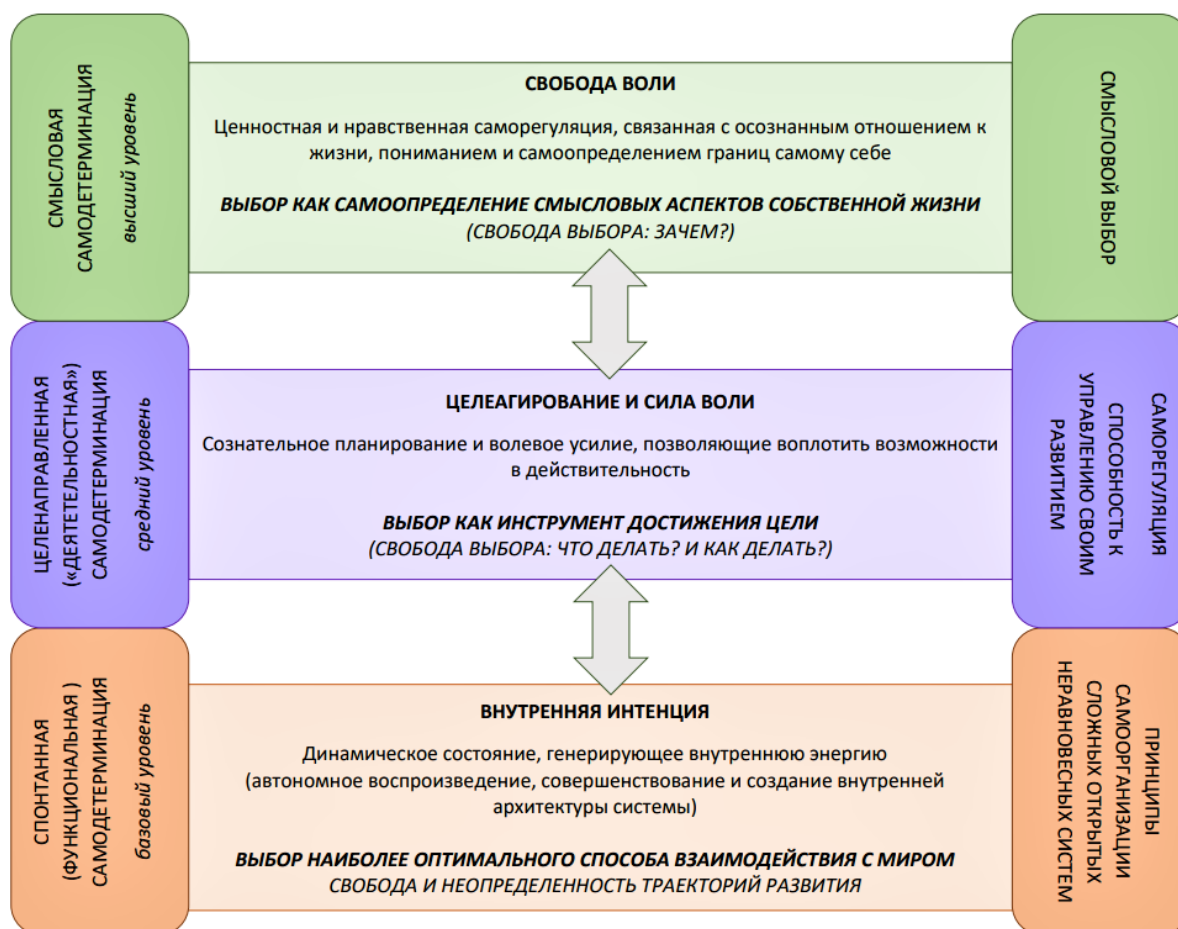 СМЫСЛОВАЯ
САМОДЕТЕРМИНАЦИЯ
высший уровень
СВОБОДА ВОЛИ
Ценностная и нравственная саморегуляция, связанная с осознанным отношением к
жизни, пониманием и самоопределением границ самому себе
ВЫБОР КАК САМООПРЕДЕЛЕНИЕ СМЫСЛОВЫХ АСПЕКТОВ СОБСТВЕННОЙ ЖИЗНИ
(СВОБОДА ВЫБОРА: ЗАЧЕМ?)
СМЫСЛОВОЙ ВЫБОР
ЦЕЛЕНАПРАВЛЕННАЯ
(«ДЕЯТЕТЕЛЬНОСТНАЯ»)
САМОДЕТЕРМИНАЦИЯ
средний уровень
ЦЕЛЕАГИРОВАНИЕ И СИЛА ВОЛИ
Сознательное планирование и волевое усилие, позволяющие воплотить возможности
в действительность
ВЫБОР КАК ИНСТРУМЕНТ ДОСТИЖЕНИЯ ЦЕЛИ
(СВОБОДА ВЫБОРА: ЧТО ДЕЛАТЬ? И КАК ДЕЛАТЬ?)
САМОРЕГУЛЯЦИЯ
СПОСОБНОСТЬ К
УПРАВЛЕНИЮ СВОИМ
РАЗВИТИЕМ
СПОНТАННАЯ
(ФУНКЦИОНАЛЬНАЯ )
САМОДЕТЕРМИНАЦИЯ
базовый уровень
ВНУТРЕННЯЯ ИНТЕНЦИЯ
Динамическое состояние, генерирующее внутреннюю энергию
(автономное воспроизведение, совершенствование и создание внутренней
архитектуры системы)
ВЫБОР НАИБОЛЕЕ ОПТИМАЛЬНОГО СПОСОБА ВЗАИМОДЕЙСТВИЯ С МИРОМ
СВОБОДА И НЕОПРЕДЕЛЕННОСТЬ ТРАЕКТОРИЙ РАЗВИТИЯ
ПРИНЦИПЫ
САМООРГАНИЗАЦИИ
СЛОЖНЫХ ОТКРЫТЫХ
НЕРАВНОВЕСНЫХ СИСТЕМ